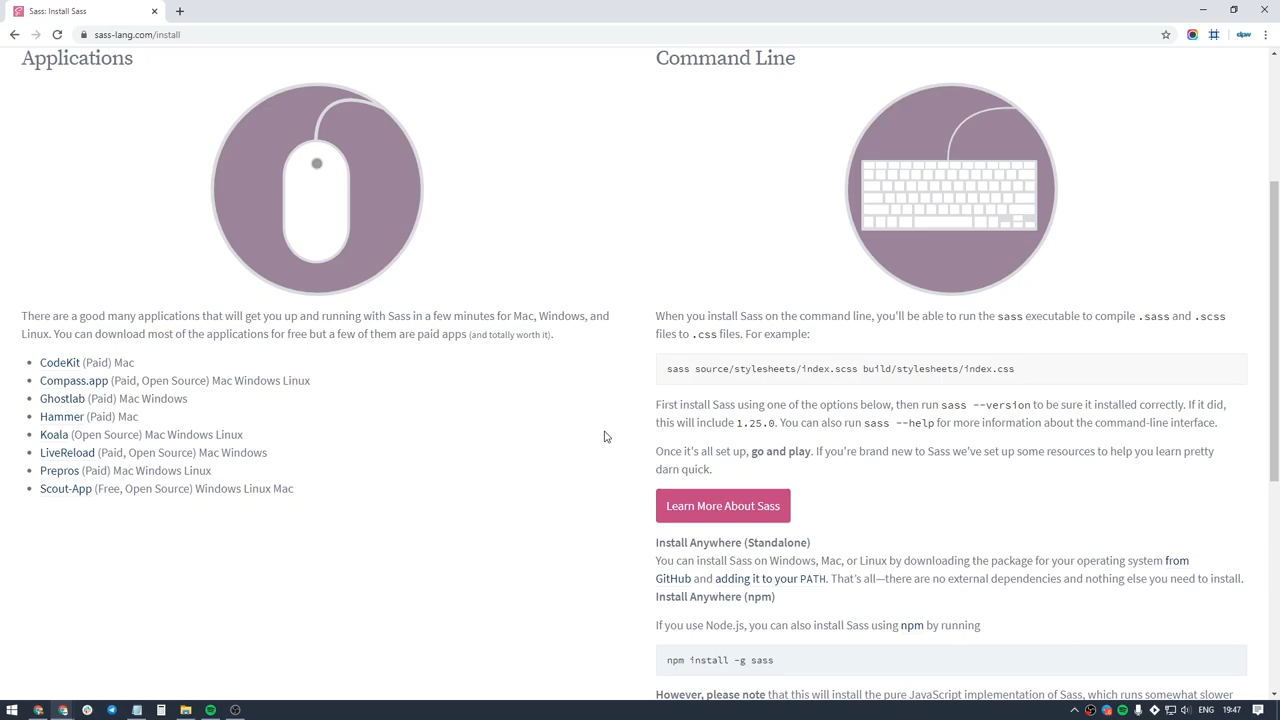 Sass: Install Sass
sass-lang.com/install
Applications
There are a good many applications that will get you up and running with Sass in a few minutes for Mac, Windows, and
Linux. You can download most of the applications for free but a few of them are paid apps (and totally worth it).
CodeKit (Paid) Mac
Compass.app (Paid, Open Source) Mac Windows Linux
Ghostlab (Paid) Mac Windows
Hammer (Paid) Mac
Koala (Open Source) Mac Windows Linux
LiveReload (Paid, Open Source) Mac Windows
Prepros (Paid) Mac Windows Linux
Scout-App (Free, Open Source) Windows Linux Mac
Command Line
When you install Sass on the command line, you'll be able to run the sass executable to compile .sass and .scss
files to .css files. For example:
sass source/stylesheets/index.scss build/stylesheets/index.css
First install Sass using one of the options below, then run sass --version to be sure it installed correctly. If it did,
this will include 1.25.0. You can also run sass --help for more information about the command-line interface.
Once it's all set up, go and play. If you're brand new to Sass we've set up some resources to help you learn pretty
darn quick.
Learn More About Sass
Install Anywhere (Standalone)
You can install Sass on Windows, Mac, or Linux by downloading the package for your operating system from
GitHub and adding it to your PATH. That's all—there are no external dependencies and nothing else you need to install.
Install Anywhere (npm)
If you use Node.js, you can also install Sass using npm by running
npm install -g sass
However, please note that this will install the pure JavaScript implementation of Sass, which runs somewhat slower
ENG 19:47